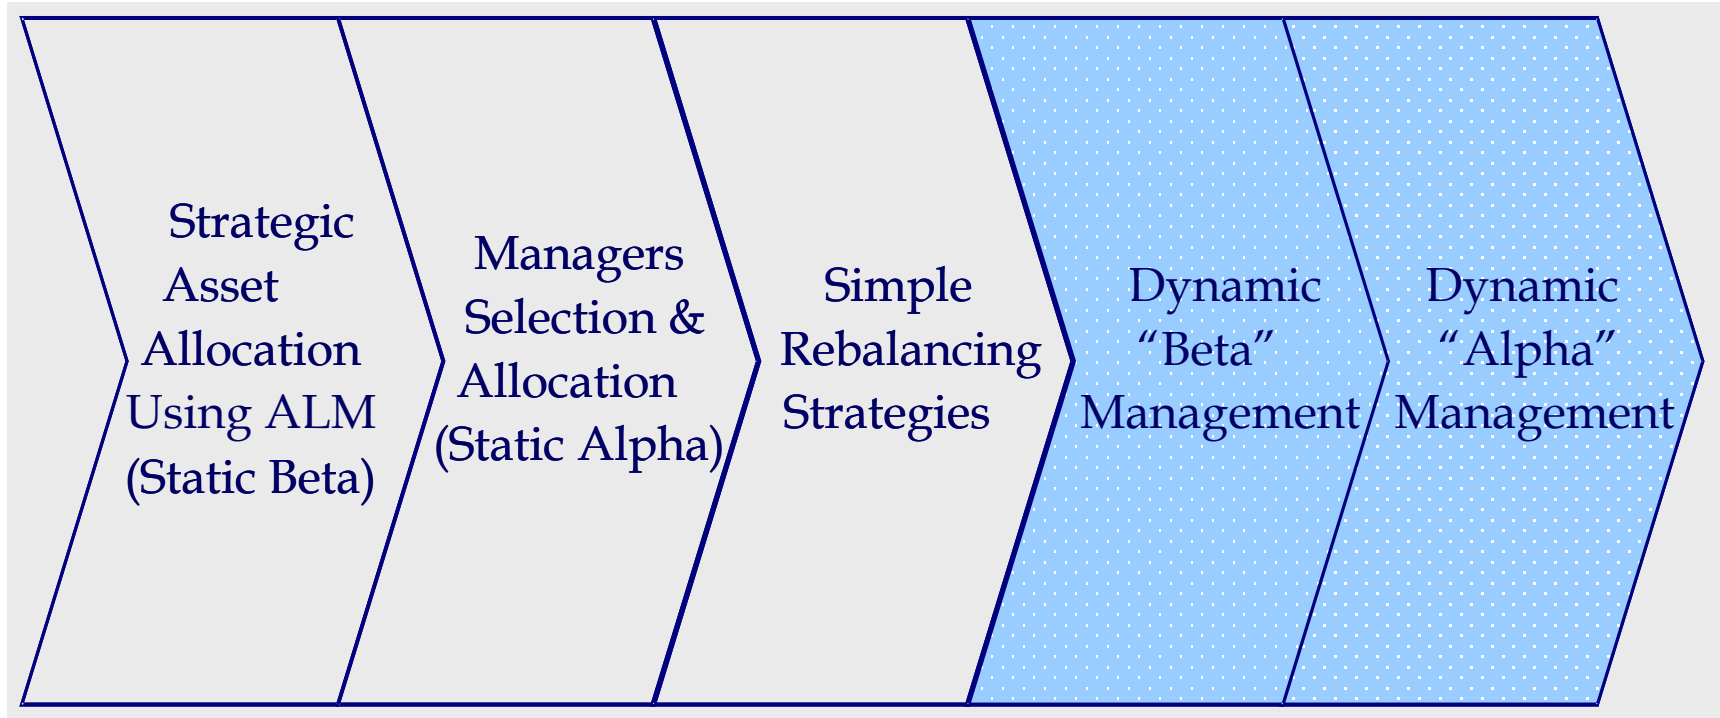 Strategic
Asset
Allocation
Using ALM
(Static Beta)
Managers
Selection &
Allocation
(Static Alpha)
Simple
Rebalancing
Strategies
Dynamic
“Beta”
Management
Dynamic
“Alpha”
Management